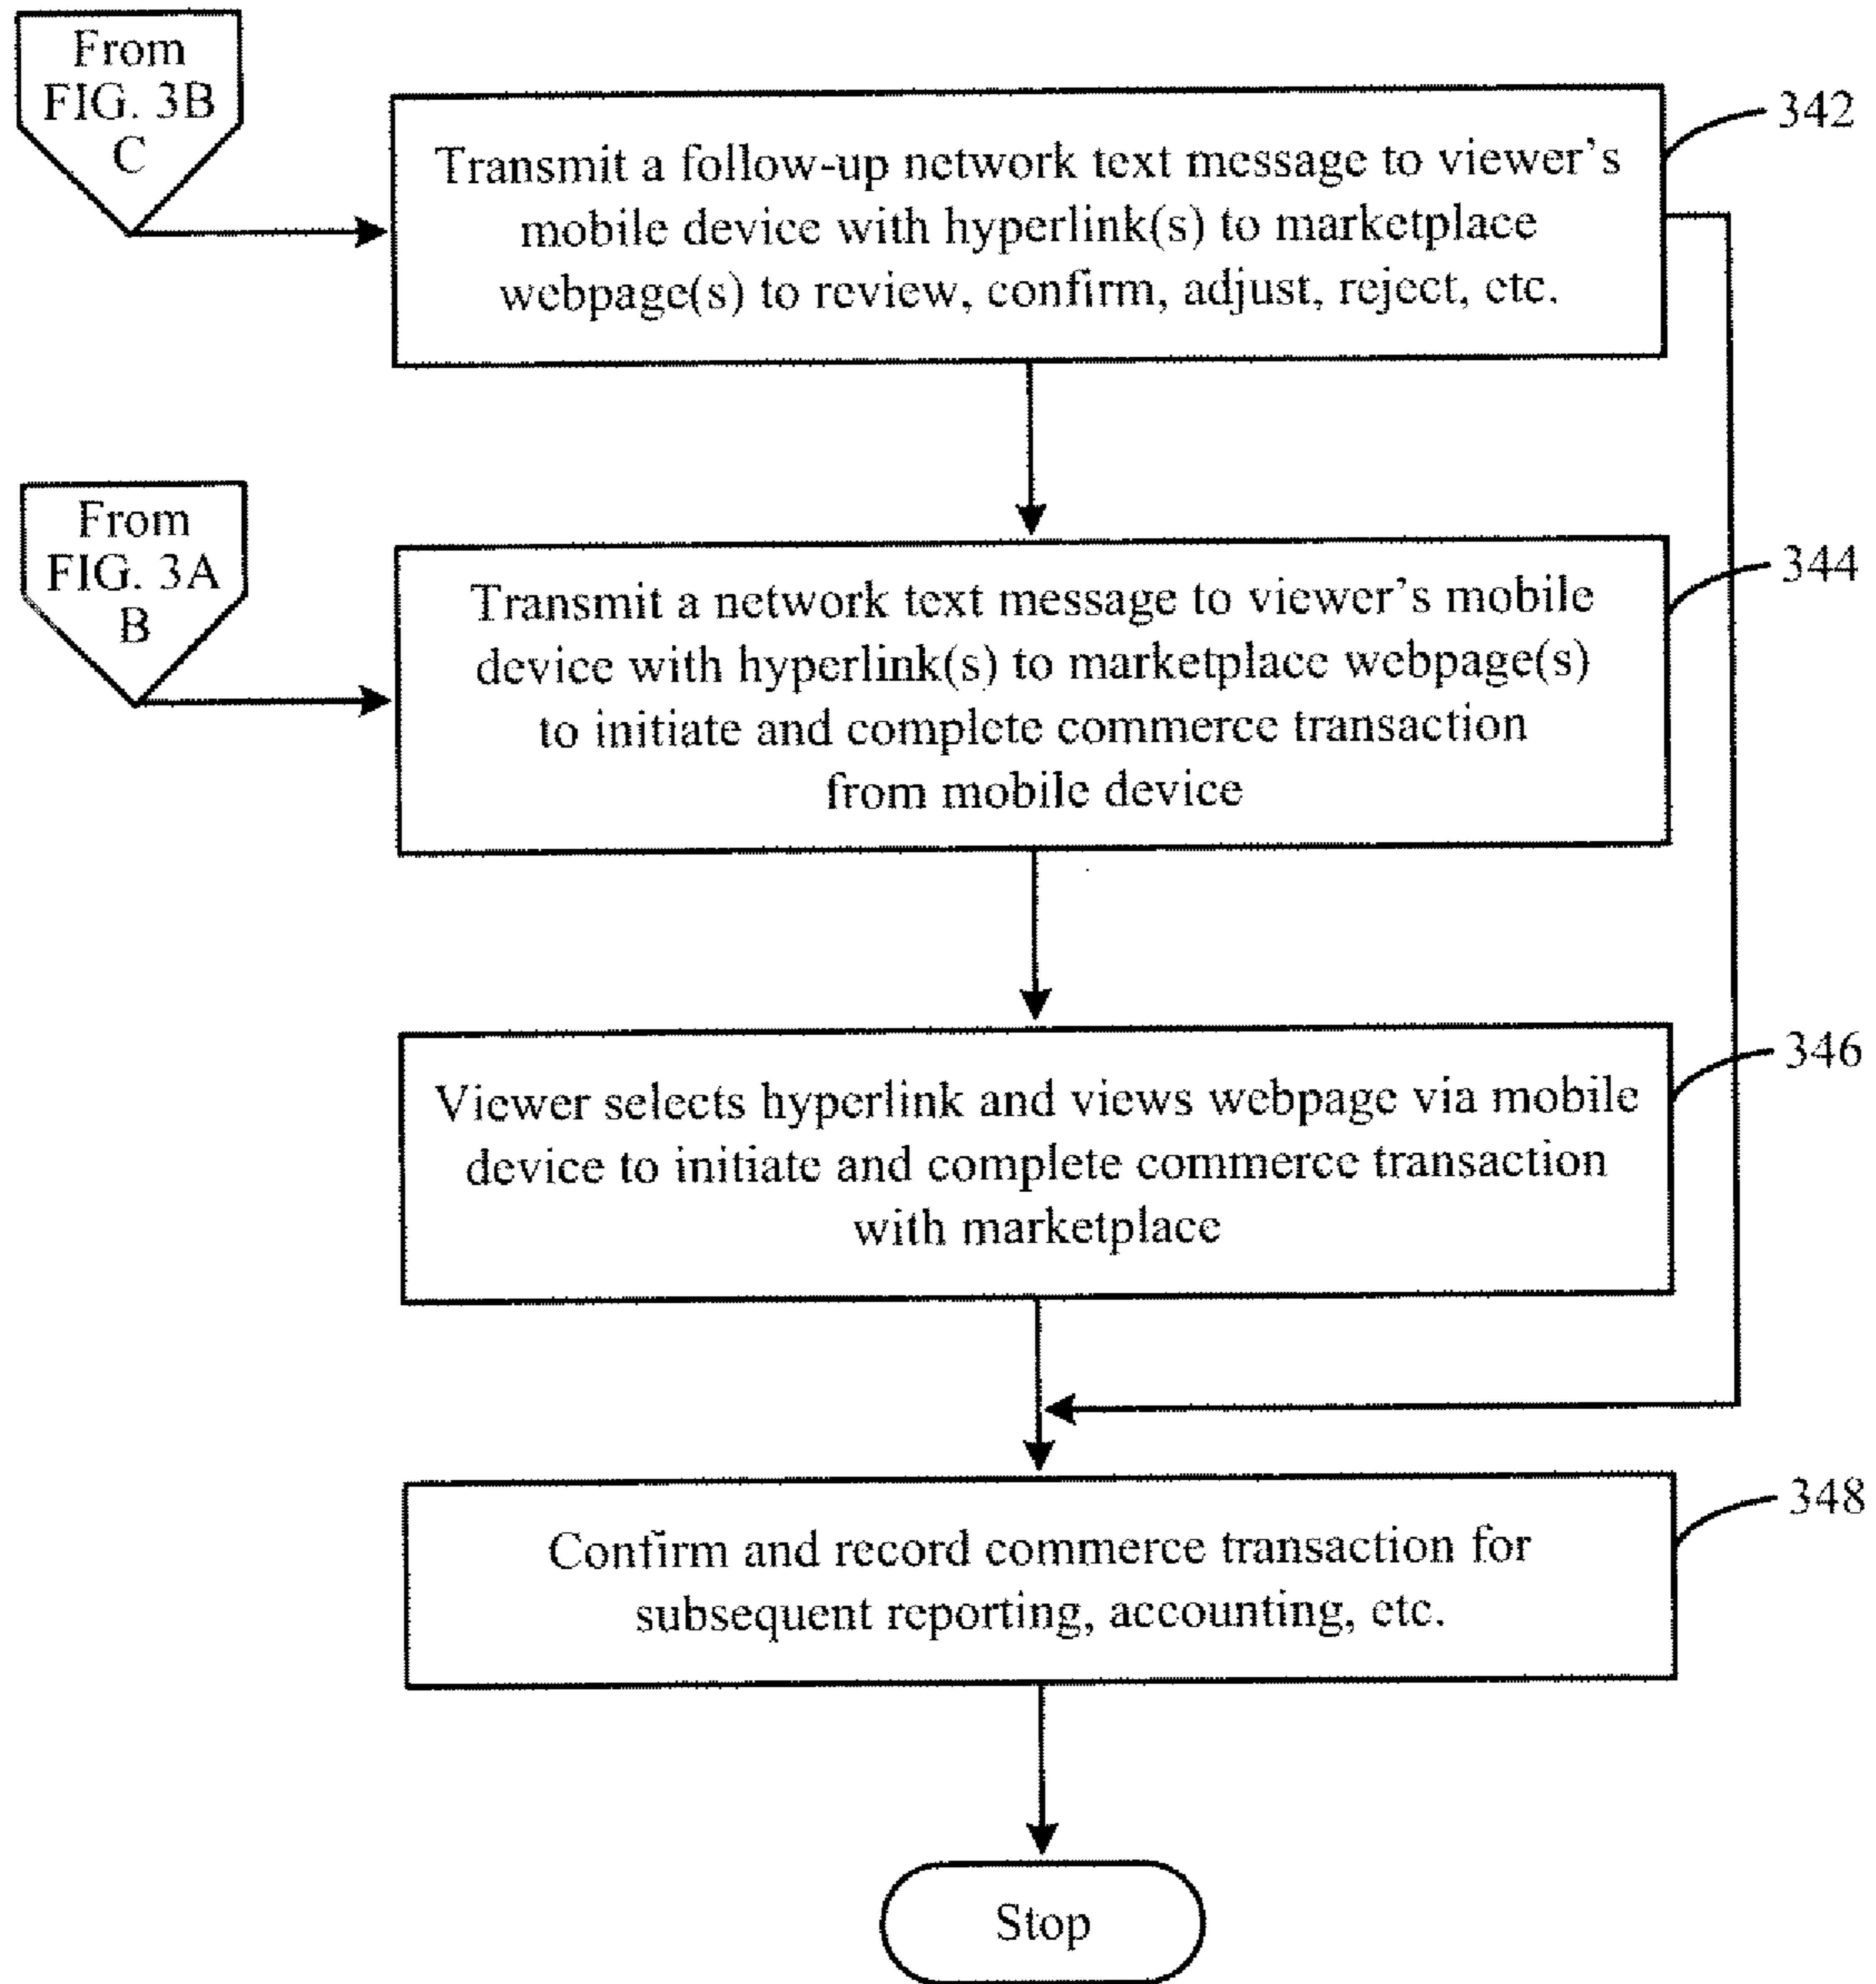 From
FIG. 3B
C
342
Transmit a follow-up network text message to viewer's
mobile device with hyperlink(s) to marketplace
webpage(s) to review, confirm, adjust, reject, etc.
From
FIG. 3A
B
344
Transmit a network text message to viewer's mobile
device with hyperlink(s) to marketplace webpage(s)
to initiate and complete commerce transaction
from mobile device
346
Viewer selects hyperlink and views webpage via mobile
device to initiate and complete commerce transaction
with marketplace
348
Confirm and record commerce transaction for
subsequent reporting, accounting, etc.
Stop